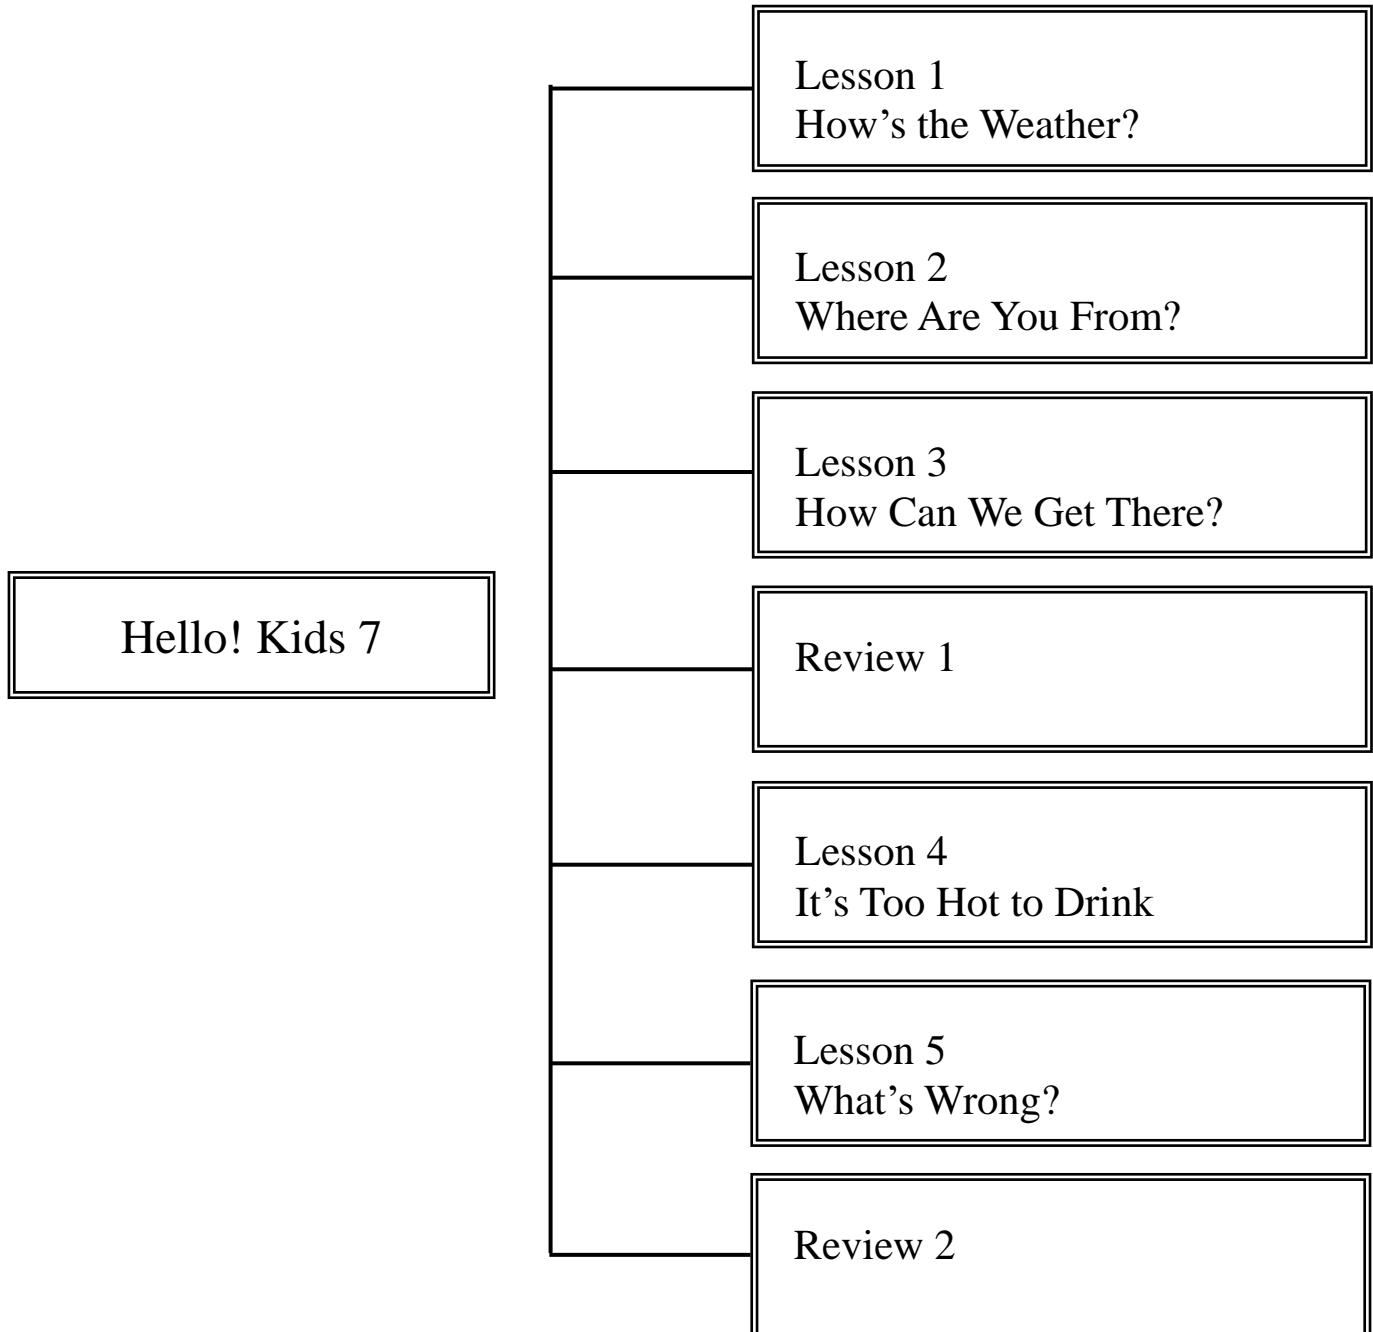 Hello! Kids 7
Lesson 1
How’s the Weather?
Lesson 2
Where Are You From?
Lesson 3
How Can We Get There?
Review 1
Lesson 4
It’s Too Hot to Drink
Lesson 5
What’s Wrong?
Review 2